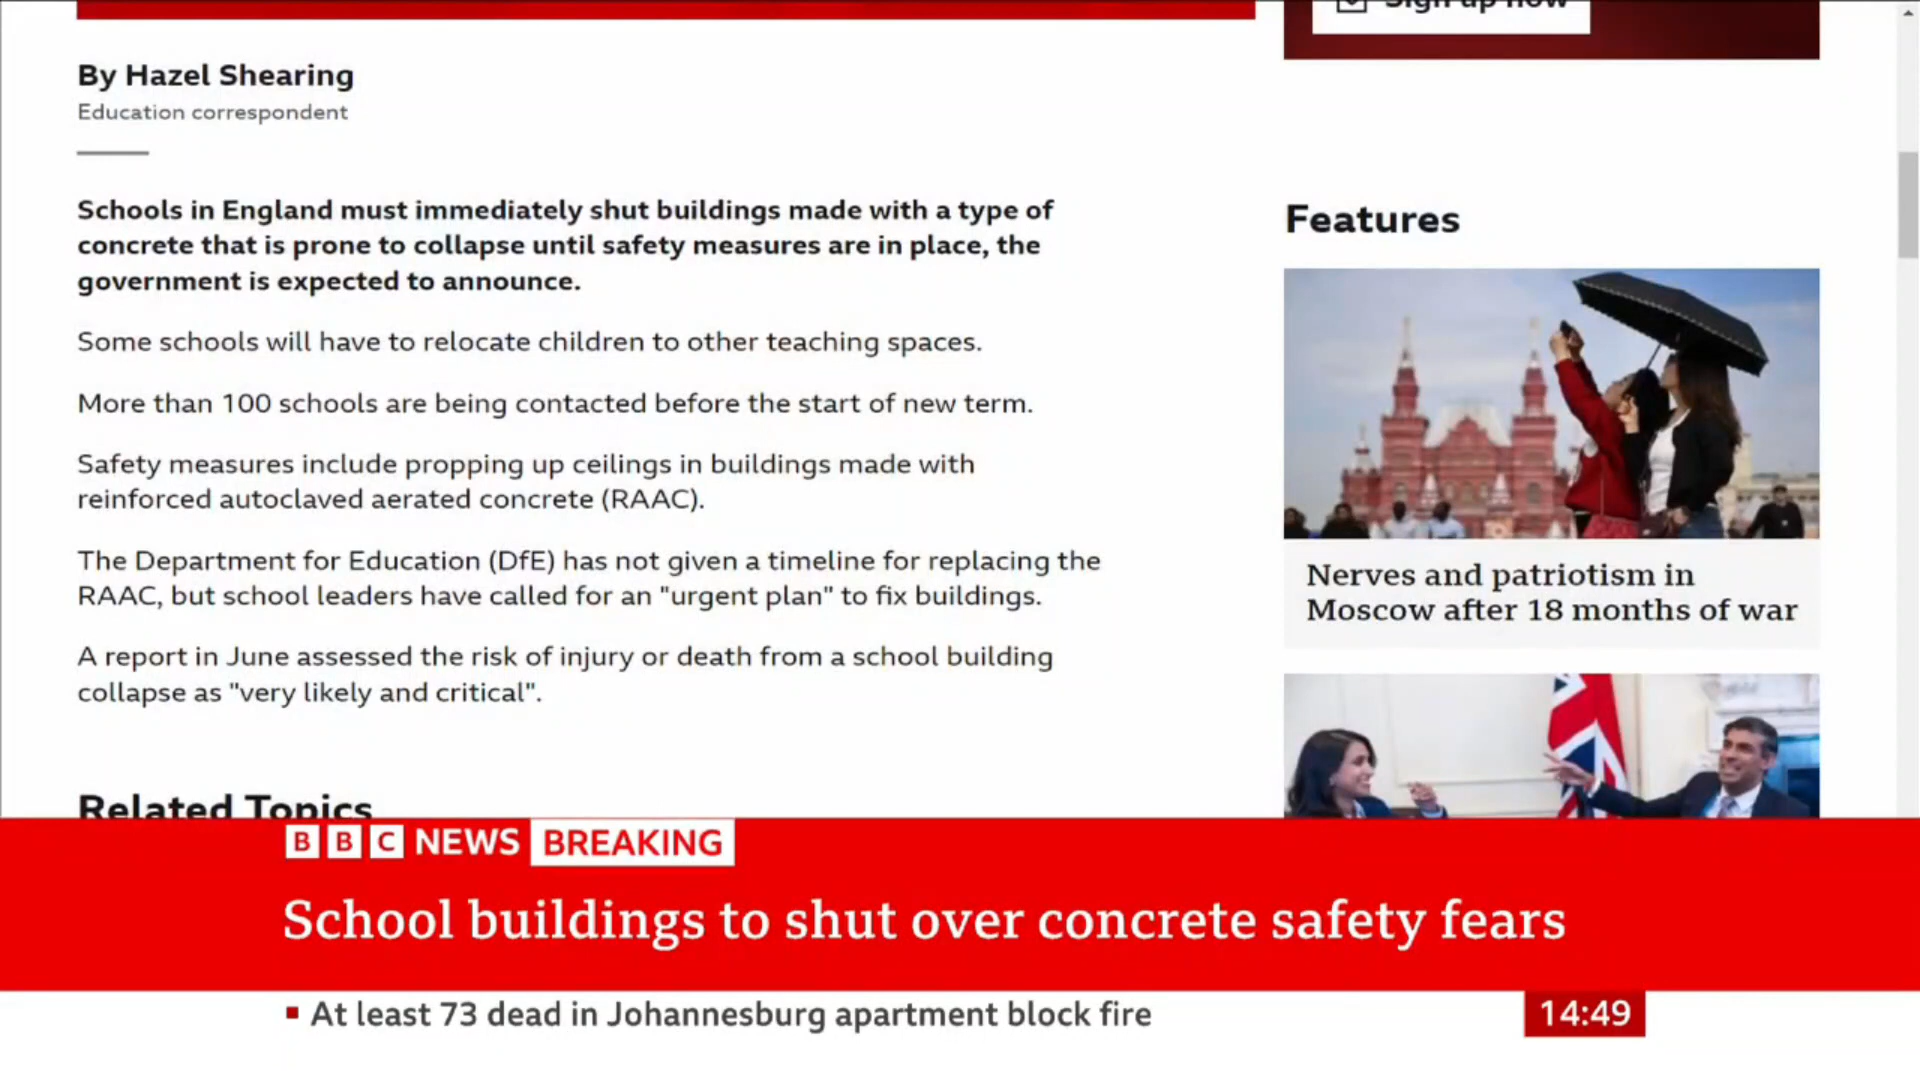 Sign up now
By Hazel Shearing
Education correspondent
Schools in England must immediately shut buildings made with a type of
concrete that is prone to collapse until safety measures are in place, the
government is expected to announce.
Some schools will have to relocate children to other teaching spaces.
More than 100 schools are being contacted before the start of new term.
Safety measures include propping up ceilings in buildings made with
reinforced autoclaved aerated concrete (RAAC).
The Department for Education (DfE) has not given a timeline for replacing the
RAAC, but school leaders have called for an "urgent plan" to fix buildings.
A report in June assessed the risk of injury or death from a school building
collapse as "very likely and critical".
Related Topics
Features
Nerves and patriotism in
Moscow after 18 months of war
BBC NEWS BREAKING
School buildings to shut over concrete safety fears
At least 73 dead in Johannesburg apartment block fire
14:49